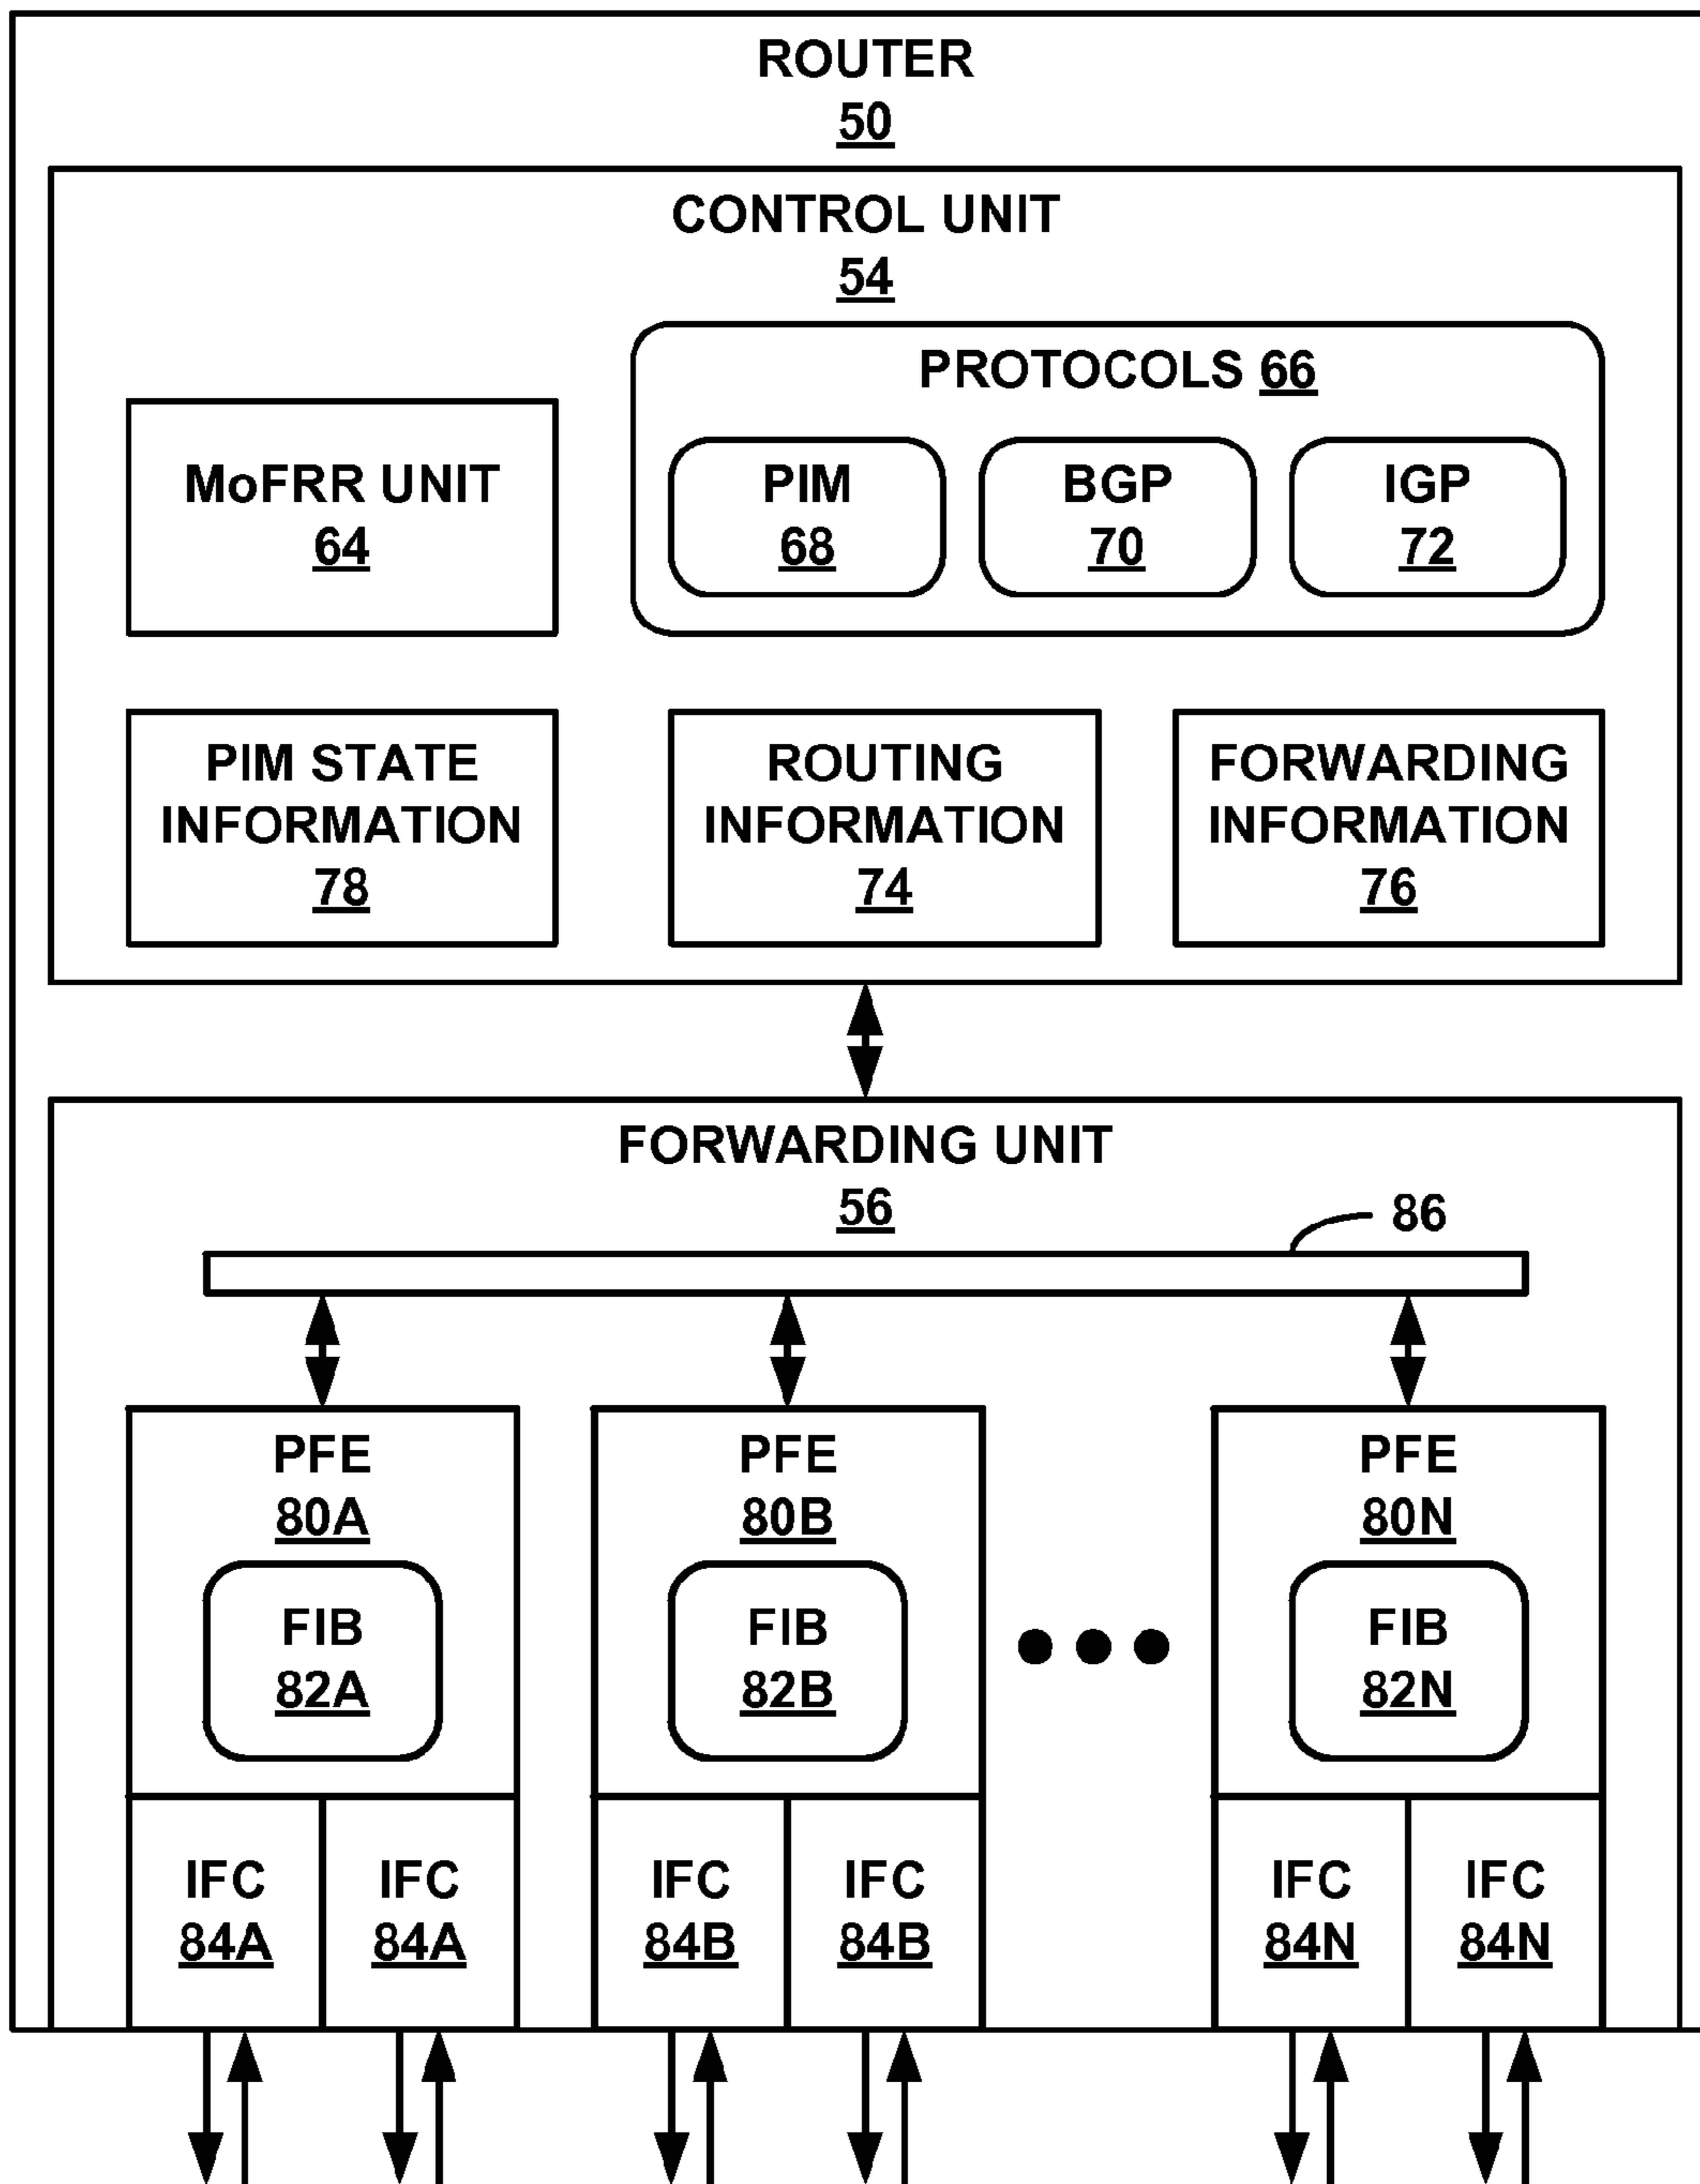 ROUTER
50
CONTROL UNIT
54
PROTOCOLS 66
MoFRR UNIT
64
PIM
68
BGP
70
IGP
72
PIM STATE
INFORMATION
78
ROUTING
INFORMATION
74
FORWARDING
INFORMATION
76
FORWARDING UNIT
56
86
PFE
80A
FIB
82A
IFC
84A
IFC
84A
PFE
80B
FIB
82B
IFC
84B
IFC
84B
PFE
80N
FIB
82N
IFC
84N
IFC
84N